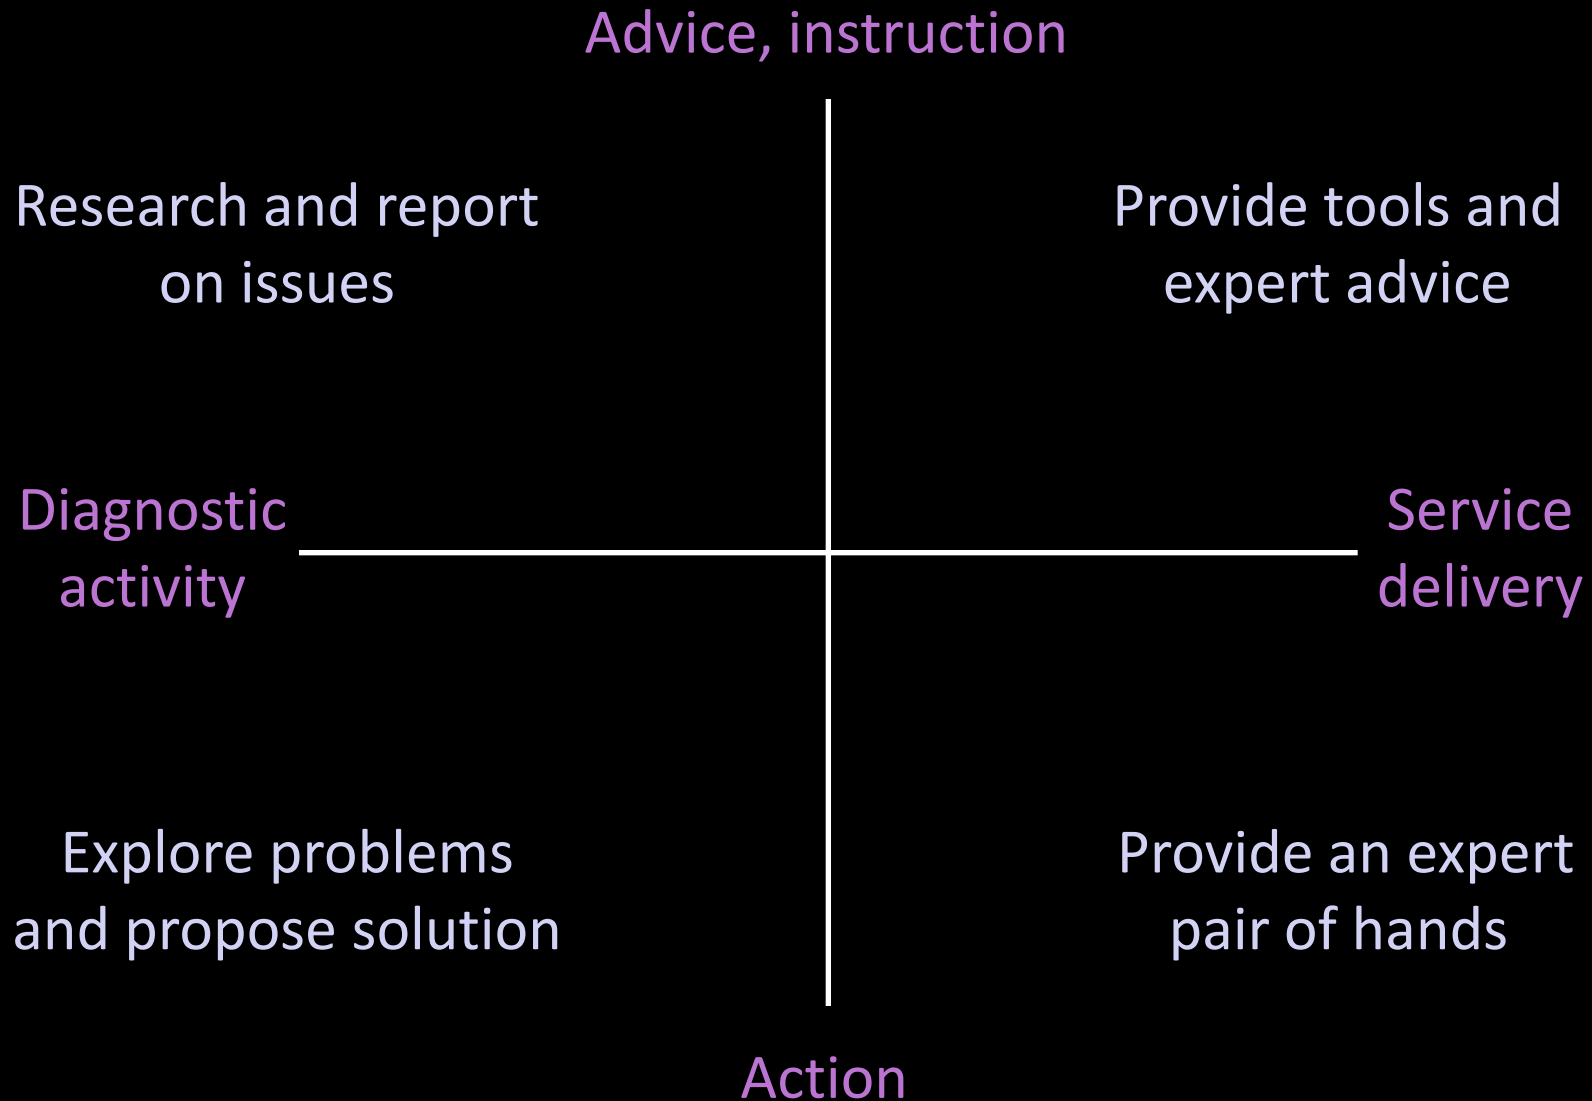 Advice, instruction
Research and report
on issues
Provide tools and
expert advice
Diagnostic
activity
Service
delivery
Explore problems
and propose solution
Provide an expert
pair of hands
Action